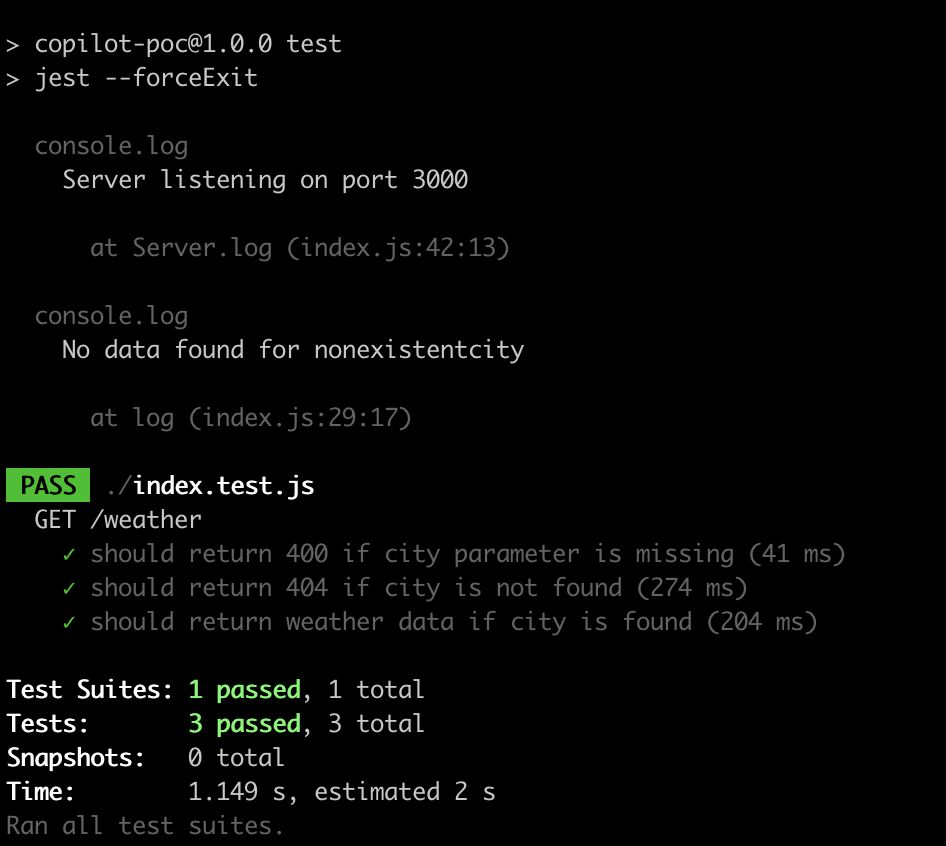 > copilot-poc@1.0.0 test
> jest --forceExit
console.log
Server listening on port 3000
at Server.log (index.js:42:13)
console.log
No data found for nonexistentcity
at log (index.js:29:17)
PASS ./index.test.js
GET /weather
✓ should return 400 if city parameter is missing (41 ms)
✓ should return 404 if city is not found (274 ms)
✓ should return weather data if city is found (204 ms)
Test Suites: 1 passed, 1 total
Tests: 3 passed, 3 total
Snapshots: 0 total
Time: 1.149 s, estimated 2 s
Ran all test suites.